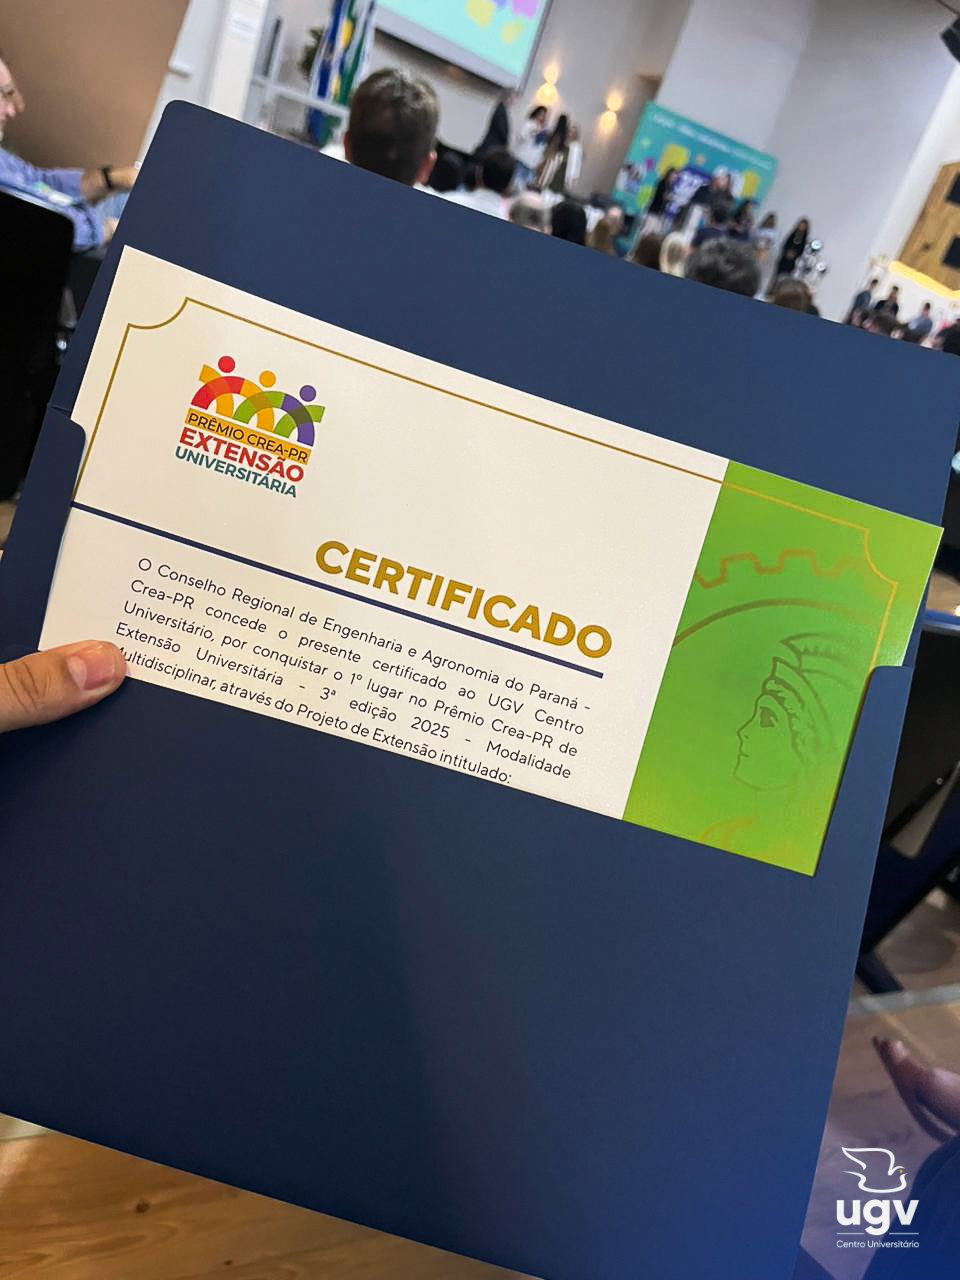 PRÊMIO CREA-PR
EXTENSÃO
UNIVERSITÁRIA
CERTIFICADO
O Conselho Regional de Engenharia e Agronomia do Paraná -
Crea-PR concede o presente certificado ao UGV Centro
Universitário, por conquistar o 1º lugar no Prêmio Crea-PR de
Extensão Universitária - 3ª edição 2025 - Modalidade
Multidisciplinar, através do Projeto de Extensão intitulado:
ugv
Centro Universitário